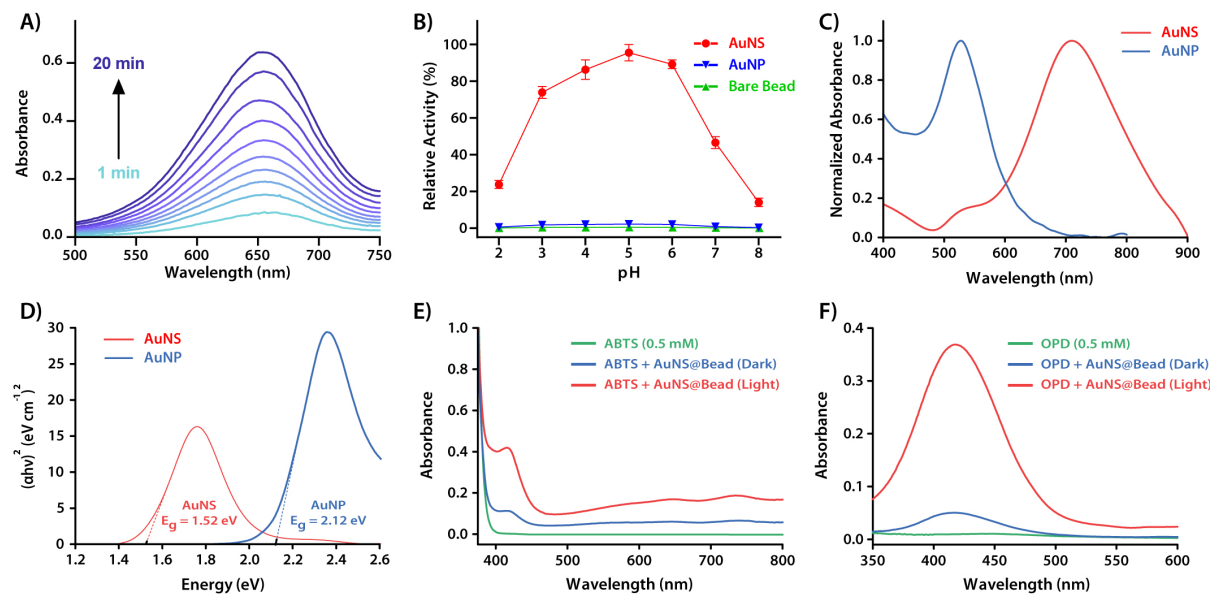 A)
0.6
0.4
0.2
0.0
20 min
1 min
500
550
600
650
700
750
Absorbance
Wavelength (nm)
B)
100
80
60
40
20
0
2
3
4
5
6
7
8
Relative Activity (%)
pH
AuNS
AuNP
Bare Bead
C)
1.0
0.8
0.6
0.4
0.2
0.0
400
500
600
700
800
900
Normalized Absorbance
Wavelength (nm)
AuNS
AuNP
D)
30
25
20
15
10
5
0
1.2
1.4
1.6
1.8
2.0
2.2
2.4
2.6
(αhν)² (eV cm⁻¹)²
Energy (eV)
AuNS
AuNP
AuNS
Eg = 1.52 eV
AuNP
Eg = 2.12 eV
E)
1.0
0.8
0.6
0.4
0.2
0.0
400
500
600
700
800
Absorbance
Wavelength (nm)
ABTS (0.5 mM)
ABTS + AuNS@Bead (Dark)
ABTS + AuNS@Bead (Light)
F)
0.4
0.3
0.2
0.1
0.0
350
400
450
500
550
600
Absorbance
Wavelength (nm)
OPD (0.5 mM)
OPD + AuNS@Bead (Dark)
OPD + AuNS@Bead (Light)